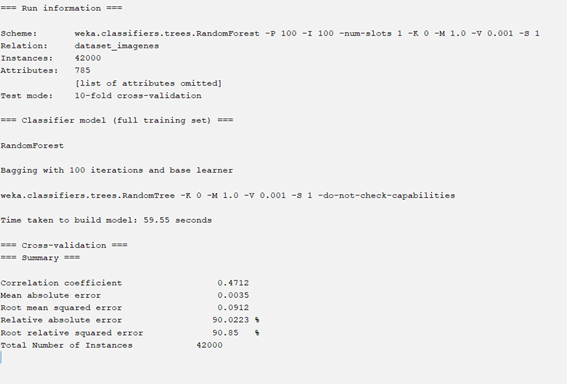 === Run information ===
Scheme: weka.classifiers.trees.RandomForest -P 100 -I 100 -num-slots 1 -K 0 -M 1.0 -V 0.001 -S 1
Relation: dataset_imagenes
Instances: 42000
Attributes: 785
[list of attributes omitted]
Test mode: 10-fold cross-validation
=== Classifier model (full training set) ===
RandomForest
Bagging with 100 iterations and base learner
weka.classifiers.trees.RandomTree -K 0 -M 1.0 -V 0.001 -S 1 -do-not-check-capabilities
Time taken to build model: 59.55 seconds
=== Cross-validation ===
=== Summary ===
Correlation coefficient 0.4712
Mean absolute error 0.0035
Root mean squared error 0.0912
Relative absolute error 90.0223 %
Root relative squared error 90.85 %
Total Number of Instances 42000